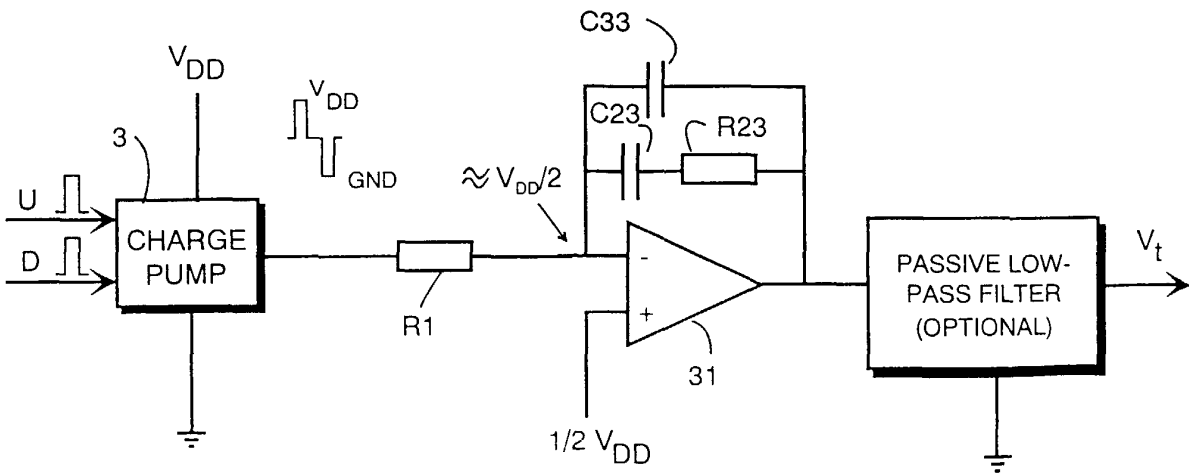 C33
V_DD
V_DD
C23
R23
3
GND
≈ V_DD/2
U
D
CHARGE
PUMP
-
+
R1
31
1/2 V_DD
PASSIVE LOW-
PASS FILTER
(OPTIONAL)
V_t